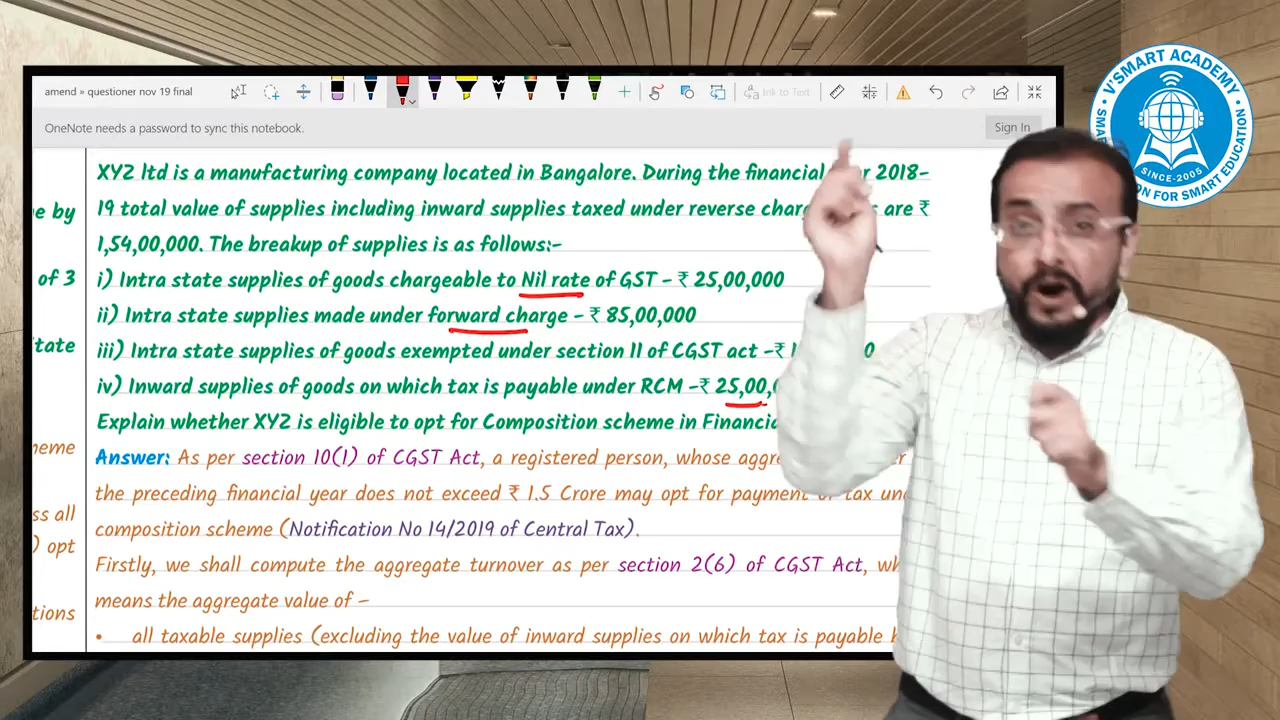 amend » questioner nov 19 final
Ink to Text
OneNote needs a password to sync this notebook.
Sign In
e by
of 3
tate
heme
ss all
) opt
tions
XYZ ltd is a manufacturing company located in Bangalore. During the financial 2018-
19 total value of supplies including inward supplies taxed under reverse are ₹
1,54,00,000. The breakup of supplies is as follows:-
i) Intra state supplies of goods chargeable to Nil rate of GST - ₹ 25,00,000
ii) Intra state supplies made under forward charge - ₹ 85,00,000
iii) Intra state supplies of goods exempted under section 11 of CGST act -₹
iv) Inward supplies of goods on which tax is payable under RCM -₹ 25,00,
Explain whether XYZ is eligible to opt for Composition scheme in
Answer: As per section 10(1) of CGST Act, a registered person, whose
the preceding financial year does not exceed ₹ 1.5 Crore may opt for payment
composition scheme (Notification No 14/2019 of Central Tax).
Firstly, we shall compute the aggregate turnover as per section 2(6) of CGST Act,
means the aggregate value of –
• all taxable supplies (excluding the value of inward supplies on which tax is payable
V'SMART ACADEMY
SINCE-2005
FOR SMART EDUCATION